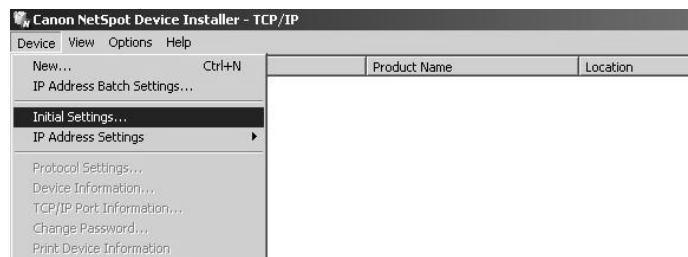 Canon NetSpot Device Installer - TCP/IP
Device View Options Help
New... Ctrl+N
Product Name Location
IP Address Batch Settings...
Initial Settings...
IP Address Settings
Protocol Settings...
Device Information...
TCP/IP Port Information...
Change Password...
Print Device Information